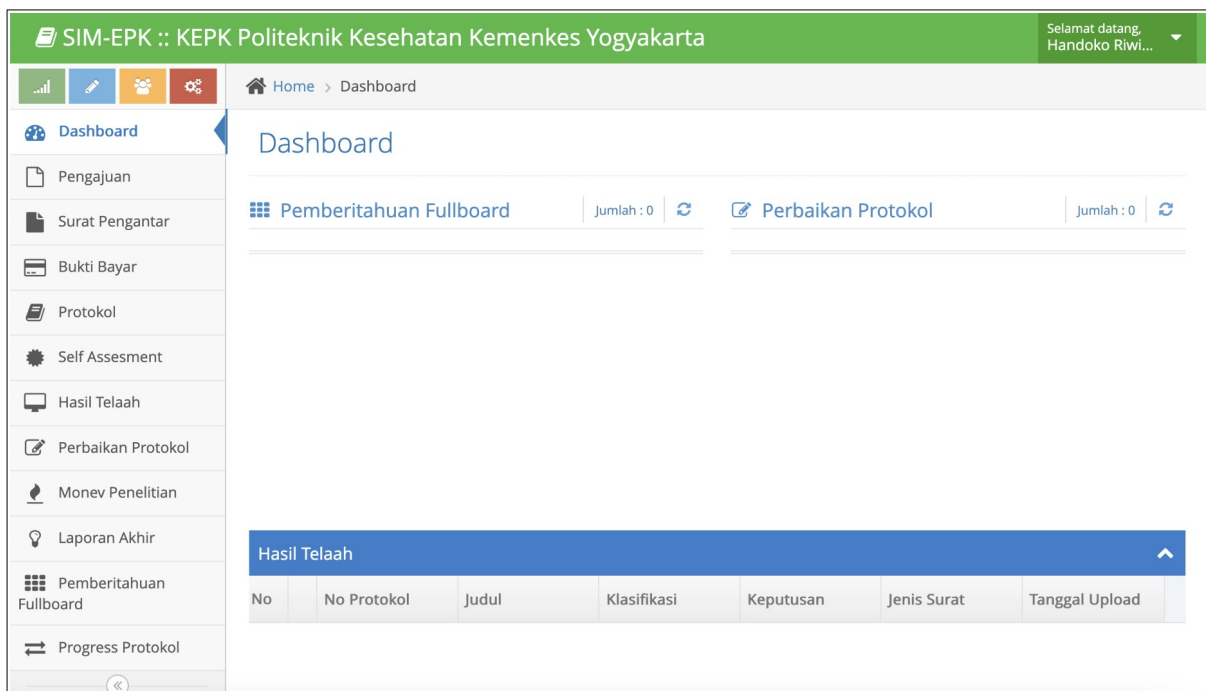 SIM-EPK :: KEPK Politeknik Kesehatan Kemenkes Yogyakarta
Selamat datang,
Handoko Riwi...
Home > Dashboard
Dashboard
Pengajuan
Surat Pengantar
Bukti Bayar
Protokol
Self Assesment
Hasil Telaah
Perbaikan Protokol
Monev Penelitian
Laporan Akhir
Pemberitahuan
Fullboard
Progress Protokol
Dashboard
Pemberitahuan Fullboard Jumlah : 0
Perbaikan Protokol Jumlah : 0
Hasil Telaah
No No Protokol Judul Klasifikasi Keputusan Jenis Surat Tanggal Upload